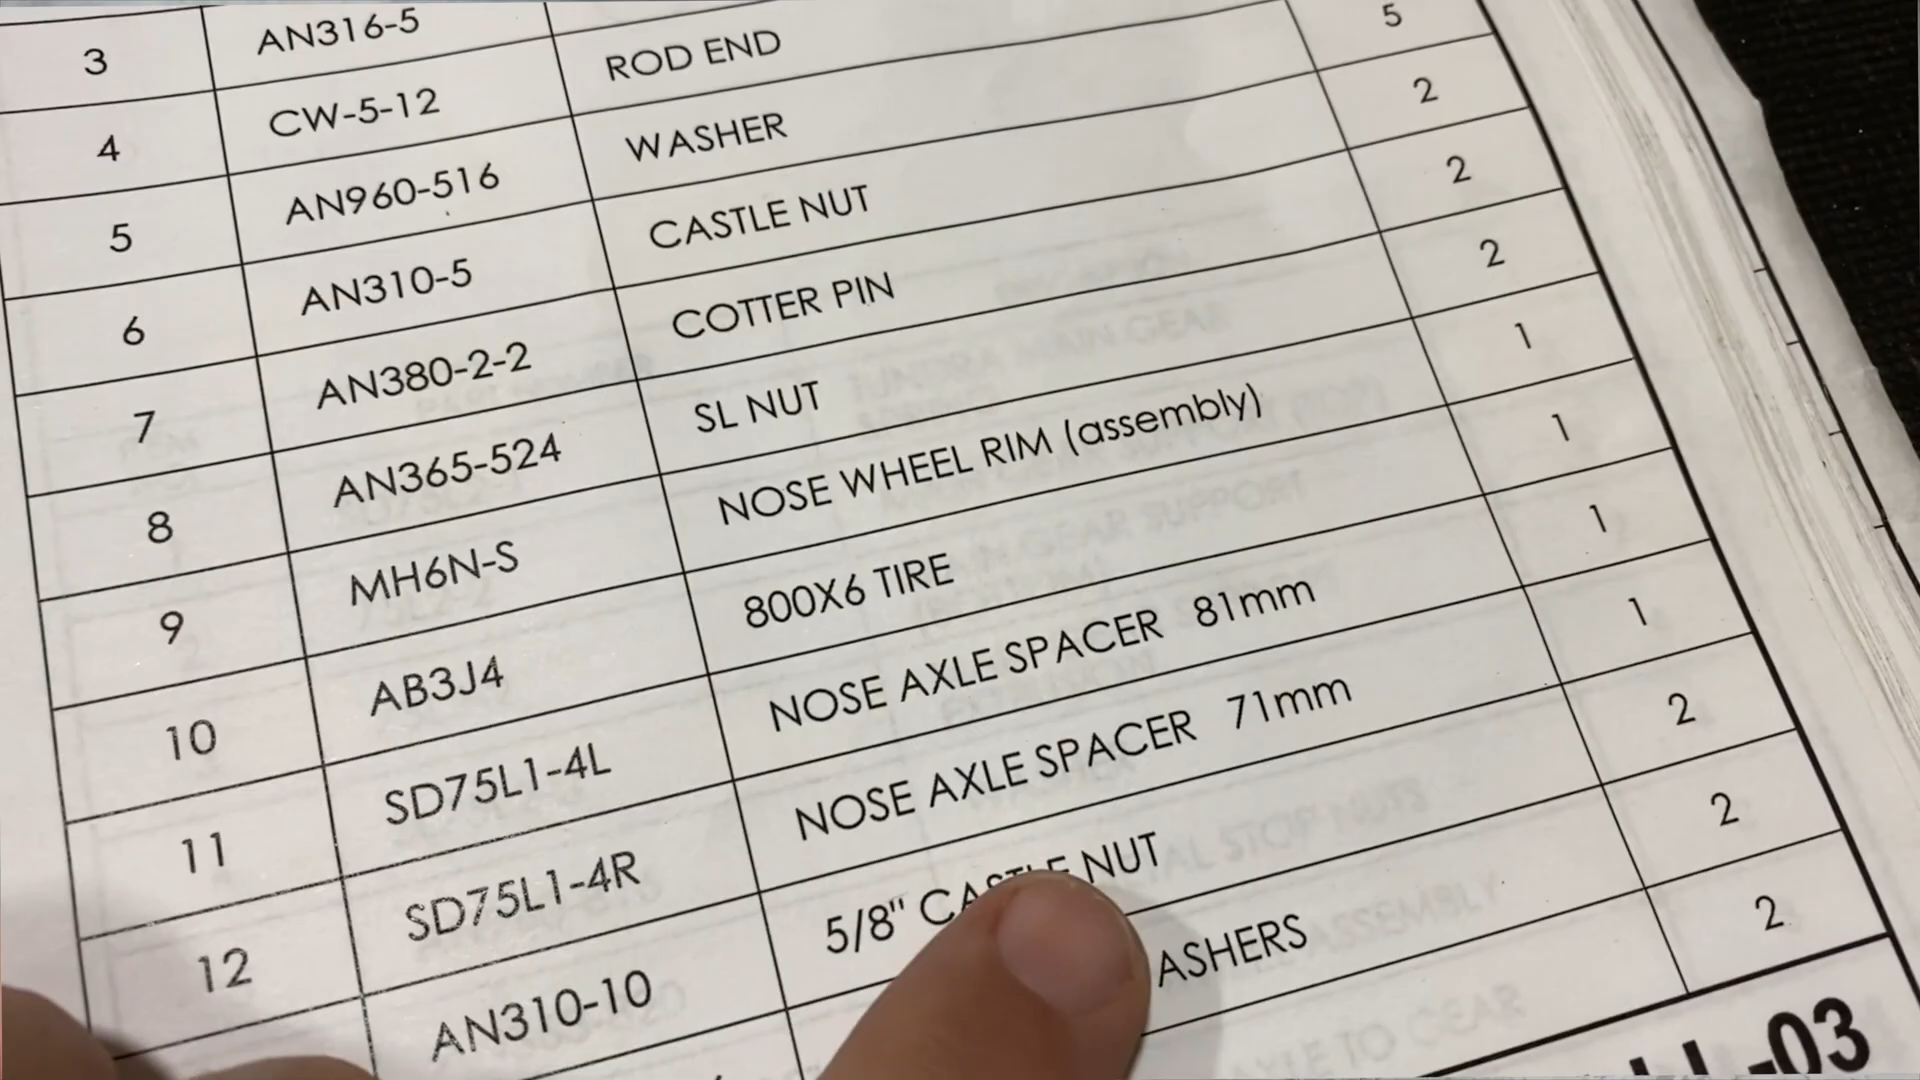 3 AN316-5
4 CW-5-12 ROD END
5 AN960-516 WASHER 5
6 AN310-5 CASTLE NUT 2
7 AN380-2-2 COTTER PIN 2
8 AN365-524 SL NUT 2
9 MH6N-S NOSE WHEEL RIM (assembly) 1
10 AB3J4 800X6 TIRE 1
11 SD75L1-4L NOSE AXLE SPACER 81mm 1
12 SD75L1-4R NOSE AXLE SPACER 71mm 1
AN310-10 5/8" CASTLE NUT 2
ASHERS 2
2
-03